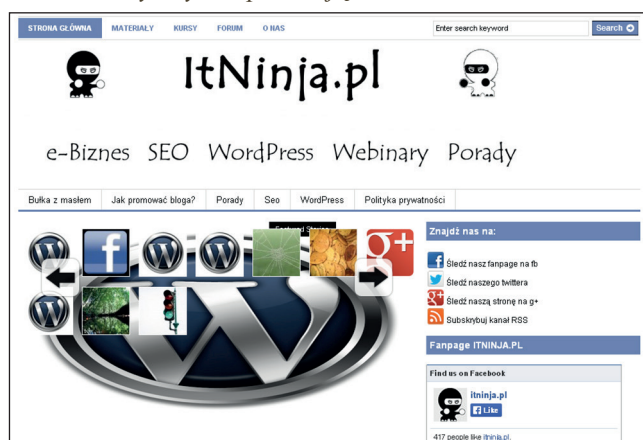 STRONA GŁÓWNA MATERIAŁY KURSY FORUM O NAS Enter search keyword Search
ItNinja.pl
e-Biznes SEO WordPress Webinary Porady
Bułka z masłem Jak promować bloga? Porady Seo WordPress Polityka prywatności
Featured Stories
Znajdź nas na:
Śledź nasz fanpage na fb
Śledź naszego twittera
Śledź naszą stronę na g+
Subskrybuj kanał RSS
Fanpage ITNINJA.PL
Find us on Facebook
itninja.pl
Like
417 people like itninja.pl.